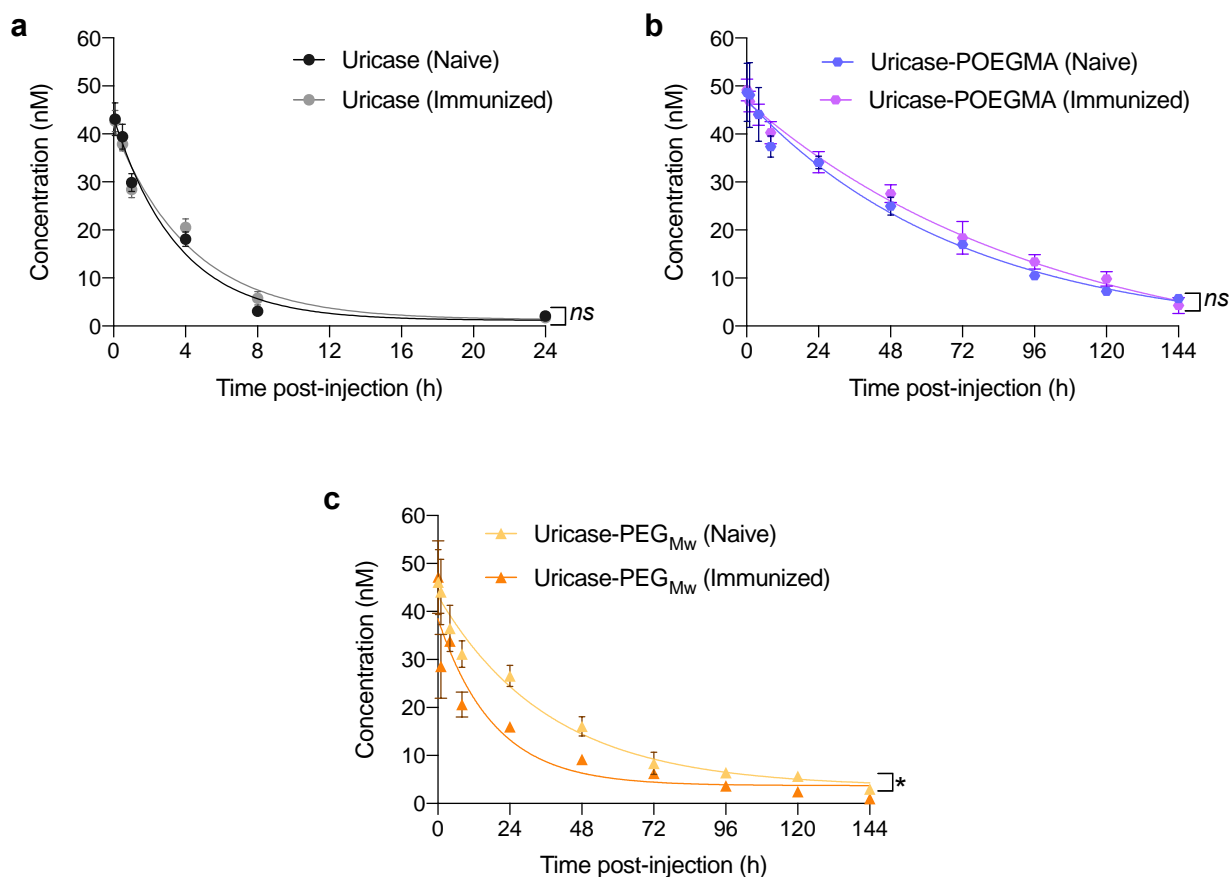 a
60
50
40
30
20
10
0
Concentration (nM)
Uricase (Naive)
Uricase (Immunized)
ns
0 4 8 12 16 20 24
Time post-injection (h)
b
60
50
40
30
20
10
0
Concentration (nM)
Uricase-POEGMA (Naive)
Uricase-POEGMA (Immunized)
ns
0 24 48 72 96 120 144
Time post-injection (h)
c
60
50
40
30
20
10
0
Concentration (nM)
Uricase-PEGMw (Naive)
Uricase-PEGMw (Immunized)
*
0 24 48 72 96 120 144
Time post-injection (h)